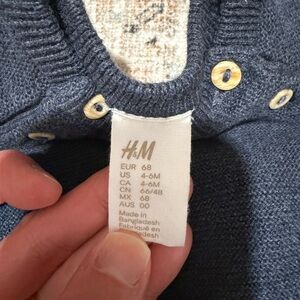 H&M
EUR 68
US 4-6M
CA 4-6M
CN 66/48
MX 68
AUS 00
Made in
Bangladesh
Fabriqué en
Bangladesh